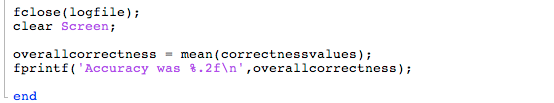 fclose(logfile);
clear Screen;
overallcorrectness = mean(correctnessvalues);
fprintf('Accuracy was %.2f\n',overallcorrectness);
end